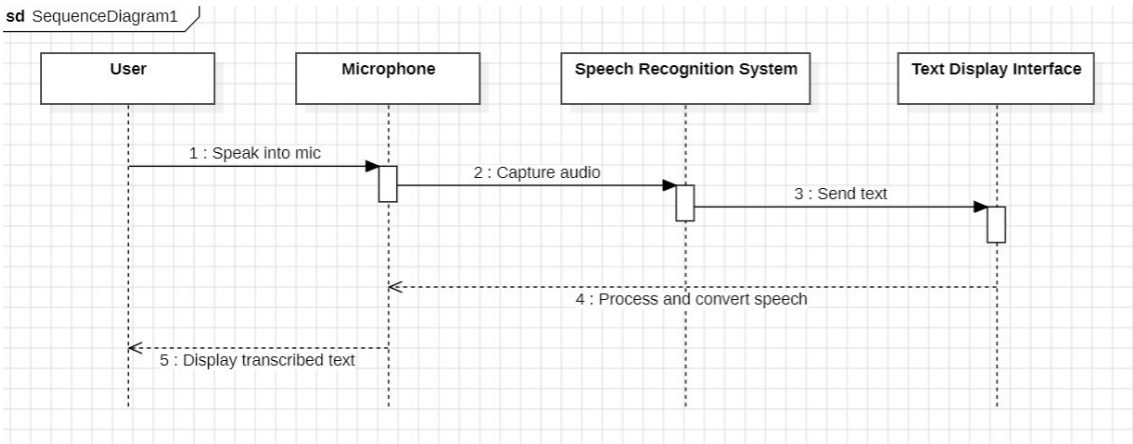 sd SequenceDiagram1
User
Microphone
Speech Recognition System
Text Display Interface
1 : Speak into mic
2 : Capture audio
3 : Send text
4 : Process and convert speech
5 : Display transcribed text